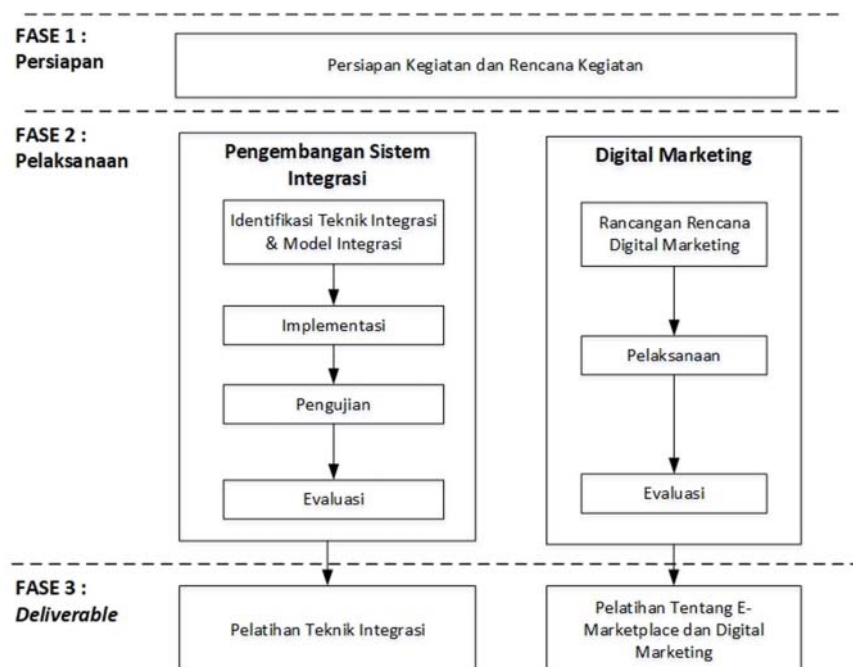 FASE 1 :
Persiapan
Persiapan Kegiatan dan Rencana Kegiatan
FASE 2 :
Pelaksanaan
Pengembangan Sistem
Integrasi
Identifikasi Teknik Integrasi
& Model Integrasi
Implementasi
Pengujian
Evaluasi
Digital Marketing
Rancangan Rencana
Digital Marketing
Pelaksanaan
Evaluasi
FASE 3 :
Deliverable
Pelatihan Teknik Integrasi
Pelatihan Tentang E-
Marketplace dan Digital
Marketing